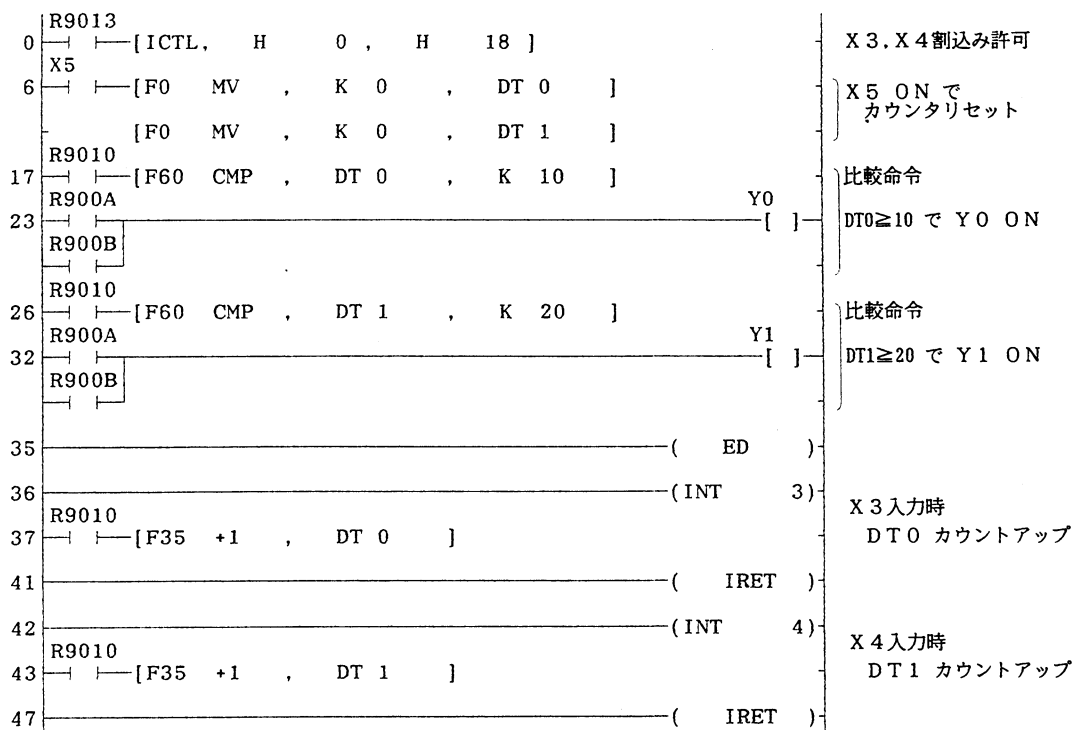 R9013
0 [ICTL, H 0 , H 18 ] X3,X4割込み許可
X5
6 [F0 MV , K 0 , DT 0 ] X5 ON で
カウンタリセット
[F0 MV , K 0 , DT 1 ]
R9010
17 [F60 CMP , DT 0 , K 10 ] 比較命令
R900A Y0
23 [ ] DT0≧10 で Y0 ON
R900B
R9010
26 [F60 CMP , DT 1 , K 20 ] 比較命令
R900A Y1
32 [ ] DT1≧20 で Y1 ON
R900B
35 ( ED )
36 (INT 3)
R9010 X3入力時
37 [F35 +1 , DT 0 ] DT0 カウントアップ
41 ( IRET )
42 (INT 4)
R9010 X4入力時
43 [F35 +1 , DT 1 ] DT1 カウントアップ
47 ( IRET )